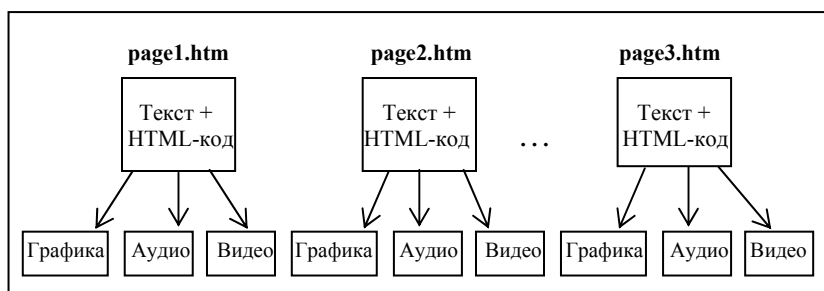 page1.htm page2.htm page3.htm
Текст + Текст + Текст +
HTML-код HTML-код ... HTML-код
Графика Аудио Видео Графика Аудио Видео Графика Аудио Видео